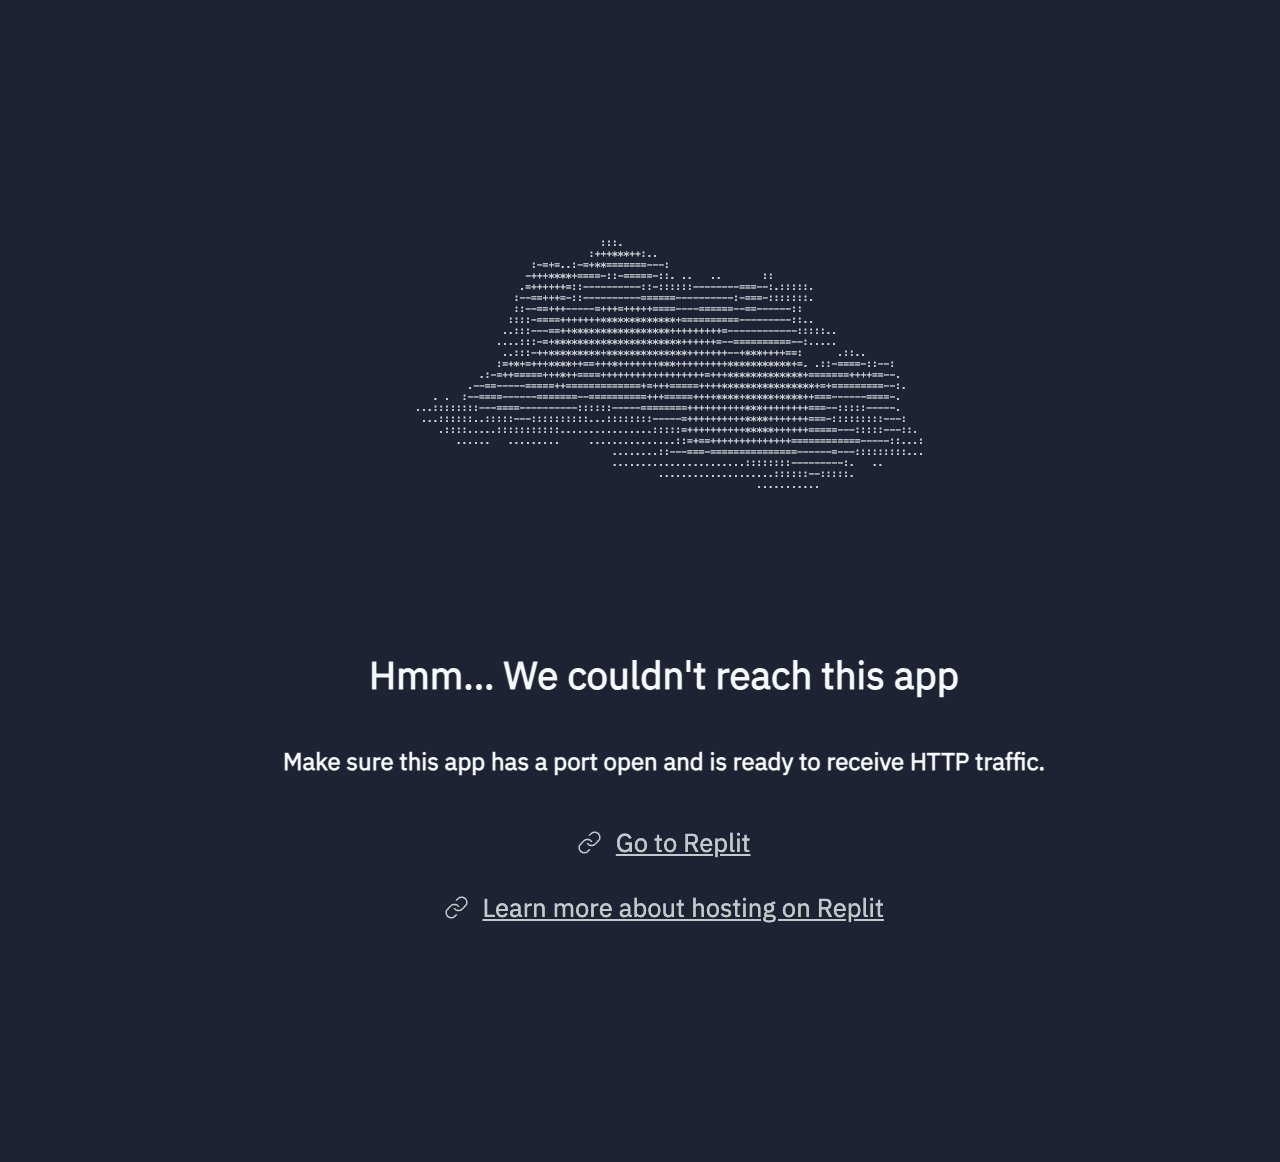 Hmm... We couldn't reach this app
Make sure this app has a port open and is ready to receive HTTP traffic.
Go to Replit
Learn more about hosting on Replit